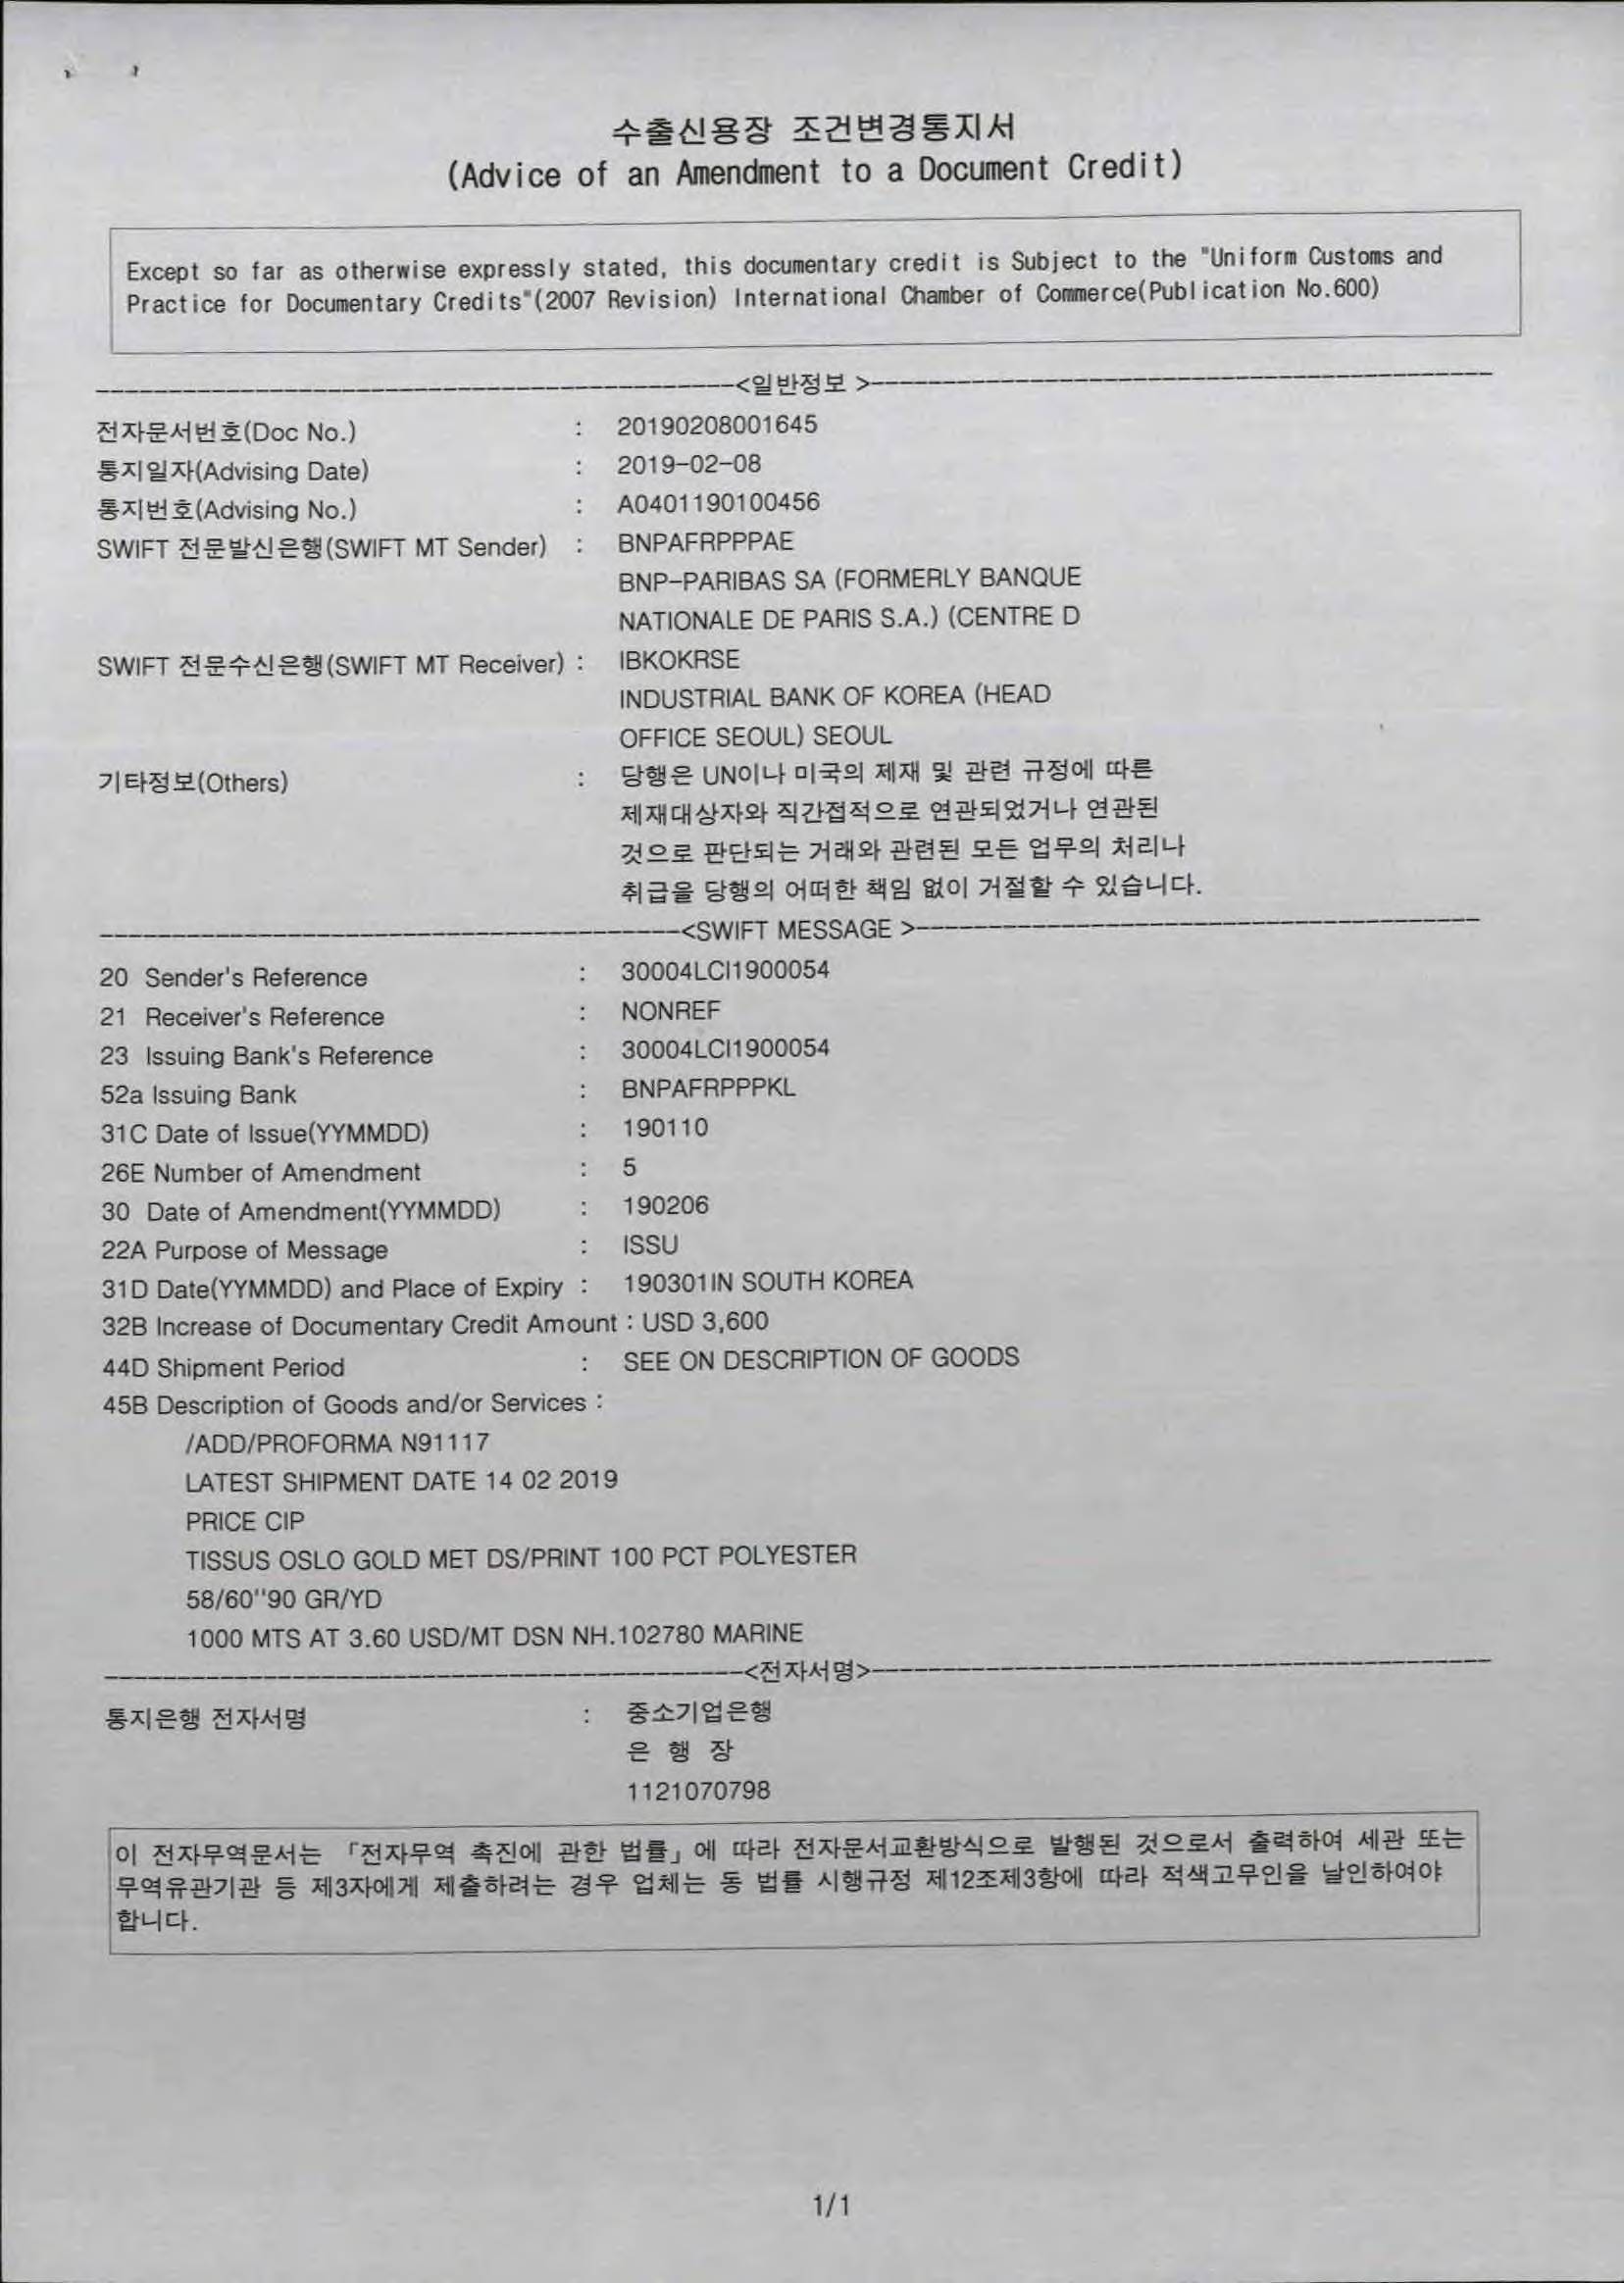 수출신용장 조건변경통지서
(Advice of an Amendment to a Document Credit)
Except so far as otherwise expressly stated, this documentary credit is Subject to the "Uniform Customs and
Practice for Documentary Credits"(2007 Revision) International Chamber of Commerce(Publication No.600)
<일반정보 >
전자문서번호(Doc No.) : 20190208001645
통지일자(Advising Date) : 2019-02-08
통지번호(Advising No.) : A0401190100456
SWIFT 전문발신은행(SWIFT MT Sender) : BNPAFRPPPAE
BNP-PARIBAS SA (FORMERLY BANQUE
NATIONALE DE PARIS S.A.) (CENTRE D
SWIFT 전문수신은행(SWIFT MT Receiver) : IBKOKRSE
INDUSTRIAL BANK OF KOREA (HEAD
OFFICE SEOUL) SEOUL
기타정보(Others) : 당행은 UN이나 미국의 제재 및 관련 규정에 따른
제재대상자와 직간접적으로 연관되었거나 연관된
것으로 판단되는 거래와 관련된 모든 업무의 처리나
취급을 당행의 어떠한 책임 없이 거절할 수 있습니다.
<SWIFT MESSAGE >
20 Sender's Reference : 30004LCI1900054
21 Receiver's Reference : NONREF
23 Issuing Bank's Reference : 30004LCI1900054
52a Issuing Bank : BNPAFRPPPKL
31C Date of Issue(YYMMDD) : 190110
26E Number of Amendment : 5
30 Date of Amendment(YYMMDD) : 190206
22A Purpose of Message : ISSU
31D Date(YYMMDD) and Place of Expiry : 190301IN SOUTH KOREA
32B Increase of Documentary Credit Amount : USD 3,600
44D Shipment Period : SEE ON DESCRIPTION OF GOODS
45B Description of Goods and/or Services :
/ADD/PROFORMA N91117
LATEST SHIPMENT DATE 14 02 2019
PRICE CIP
TISSUS OSLO GOLD MET DS/PRINT 100 PCT POLYESTER
58/60''90 GR/YD
1000 MTS AT 3.60 USD/MT DSN NH.102780 MARINE
<전자서명>
통지은행 전자서명 : 중소기업은행
은 행 장
1121070798
이 전자무역문서는 「전자무역 촉진에 관한 법률」에 따라 전자문서교환방식으로 발행된 것으로서 출력하여 세관 또는
무역유관기관 등 제3자에게 제출하려는 경우 업체는 동 법률 시행규정 제12조제3항에 따라 적색고무인을 날인하여야
합니다.
1/1